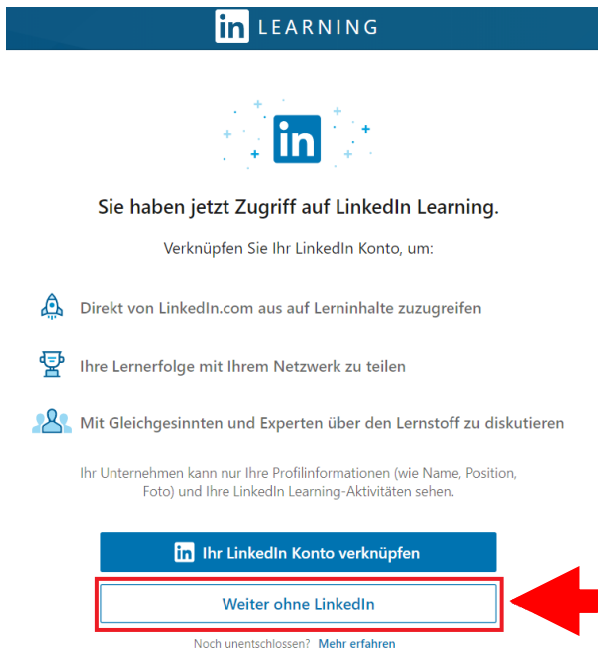 in LEARNING
in
Sie haben jetzt Zugriff auf LinkedIn Learning.
Verknüpfen Sie Ihr LinkedIn Konto, um:
Direkt von LinkedIn.com aus auf Lerninhalte zuzugreifen
Ihre Lernerfolge mit Ihrem Netzwerk zu teilen
Mit Gleichgesinnten und Experten über den Lernstoff zu diskutieren
Ihr Unternehmen kann nur Ihre Profilinformationen (wie Name, Position,
Foto) und Ihre LinkedIn Learning-Aktivitäten sehen.
in Ihr LinkedIn Konto verknüpfen
Weiter ohne LinkedIn
Noch unentschlossen? Mehr erfahren